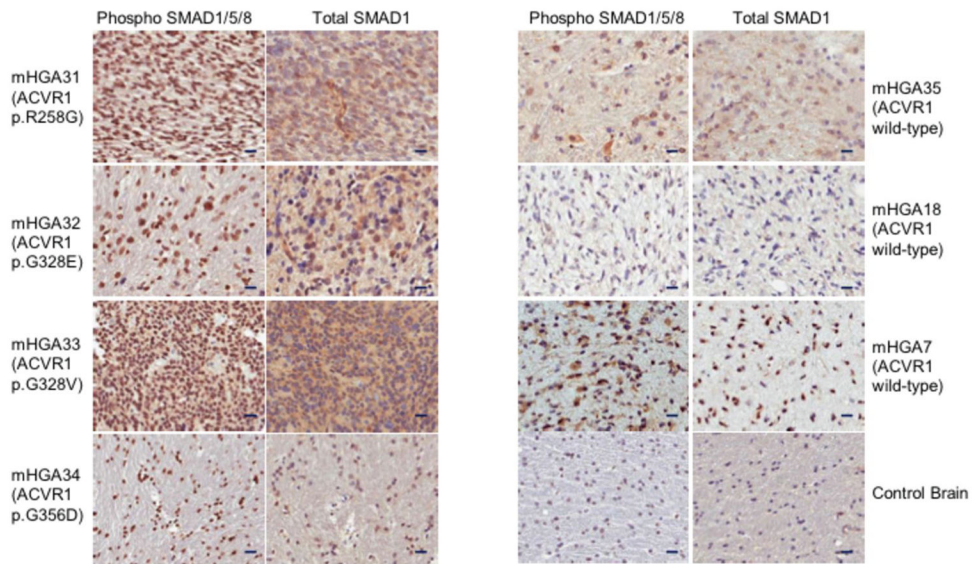 Phospho SMAD1/5/8 Total SMAD1
mHGA31
(ACVR1
p.R258G)
mHGA32
(ACVR1
p.G328E)
mHGA33
(ACVR1
p.G328V)
mHGA34
(ACVR1
p.G356D)
Phospho SMAD1/5/8 Total SMAD1
mHGA35
(ACVR1
wild-type)
mHGA18
(ACVR1
wild-type)
mHGA7
(ACVR1
wild-type)
Control Brain